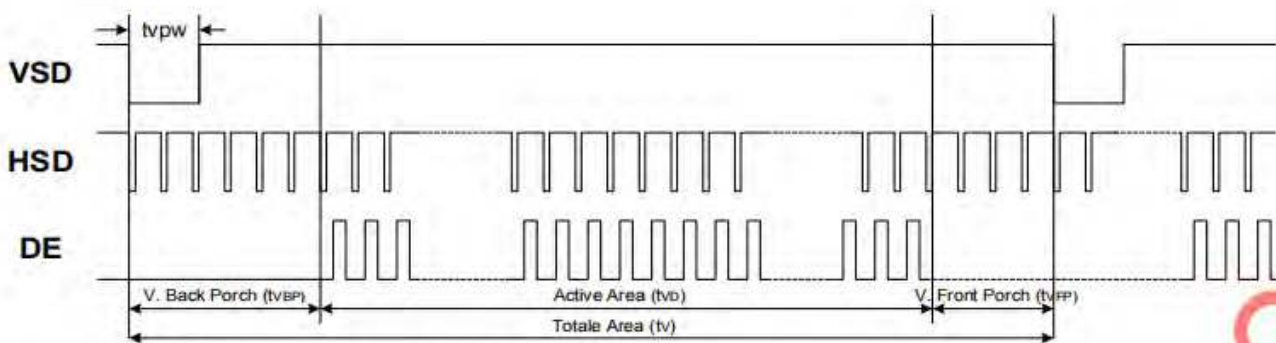 tvpw
VSD
HSD
DE
V. Back Porch (tVBP)
Active Area (tVD)
V. Front Porch (tVFP)
Totale Area (tV)